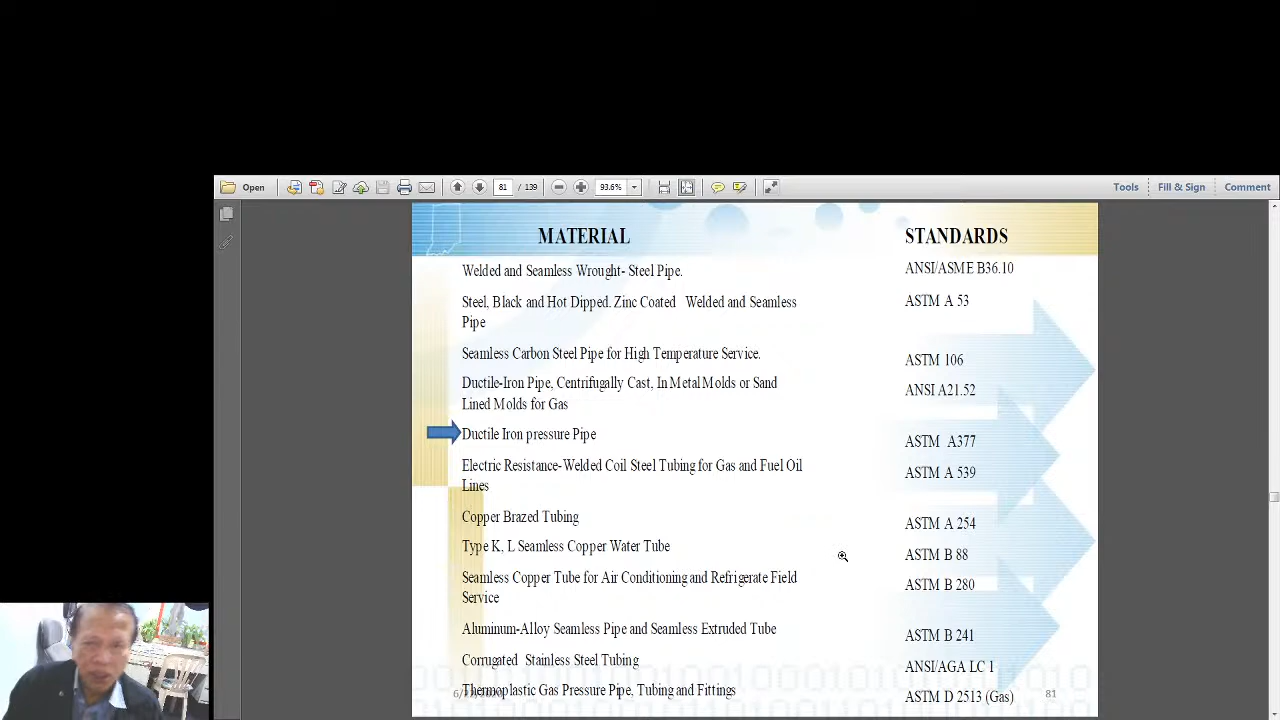 Open
81 / 139
93.6%
Tools
Fill & Sign
Comment
MATERIAL STANDARDS
Welded and Seamless Wrought- Steel Pipe. ANSI/ASME B36.10
Steel, Black and Hot Dipped. Zinc Coated Welded and Seamless ASTM A 53
Pipe
Seamless Carbon Steel Pipe for High Temperature Service. ASTM 106
Ductile-Iron Pipe, Centrifugally Cast. In Metal Molds or Sand ANSI A21.52
Lined Molds for Gas
Ductile-Iron pressure Pipe ASTM A377
Electric Resistance-Welded Coiled Steel Tubing for Gas and Fuel Oil ASTM A 539
Lines
Copper Brazed ASTM A 254
Type K, L Seamless Copper Water Tube ASTM B 88
Seamless Copper Tube, Air Conditioning and Refrigerate Field ASTM B 280
Aluminum Alloy Seamless Pipe and Seamless Extruded Tube ASTM B 241
Stainless Steel Tubing ANSI/AGA LC 1
Thermoplastic Gas Pressure Pipe, Tubing and Fittings ASTM D 2513 (Gas)
81